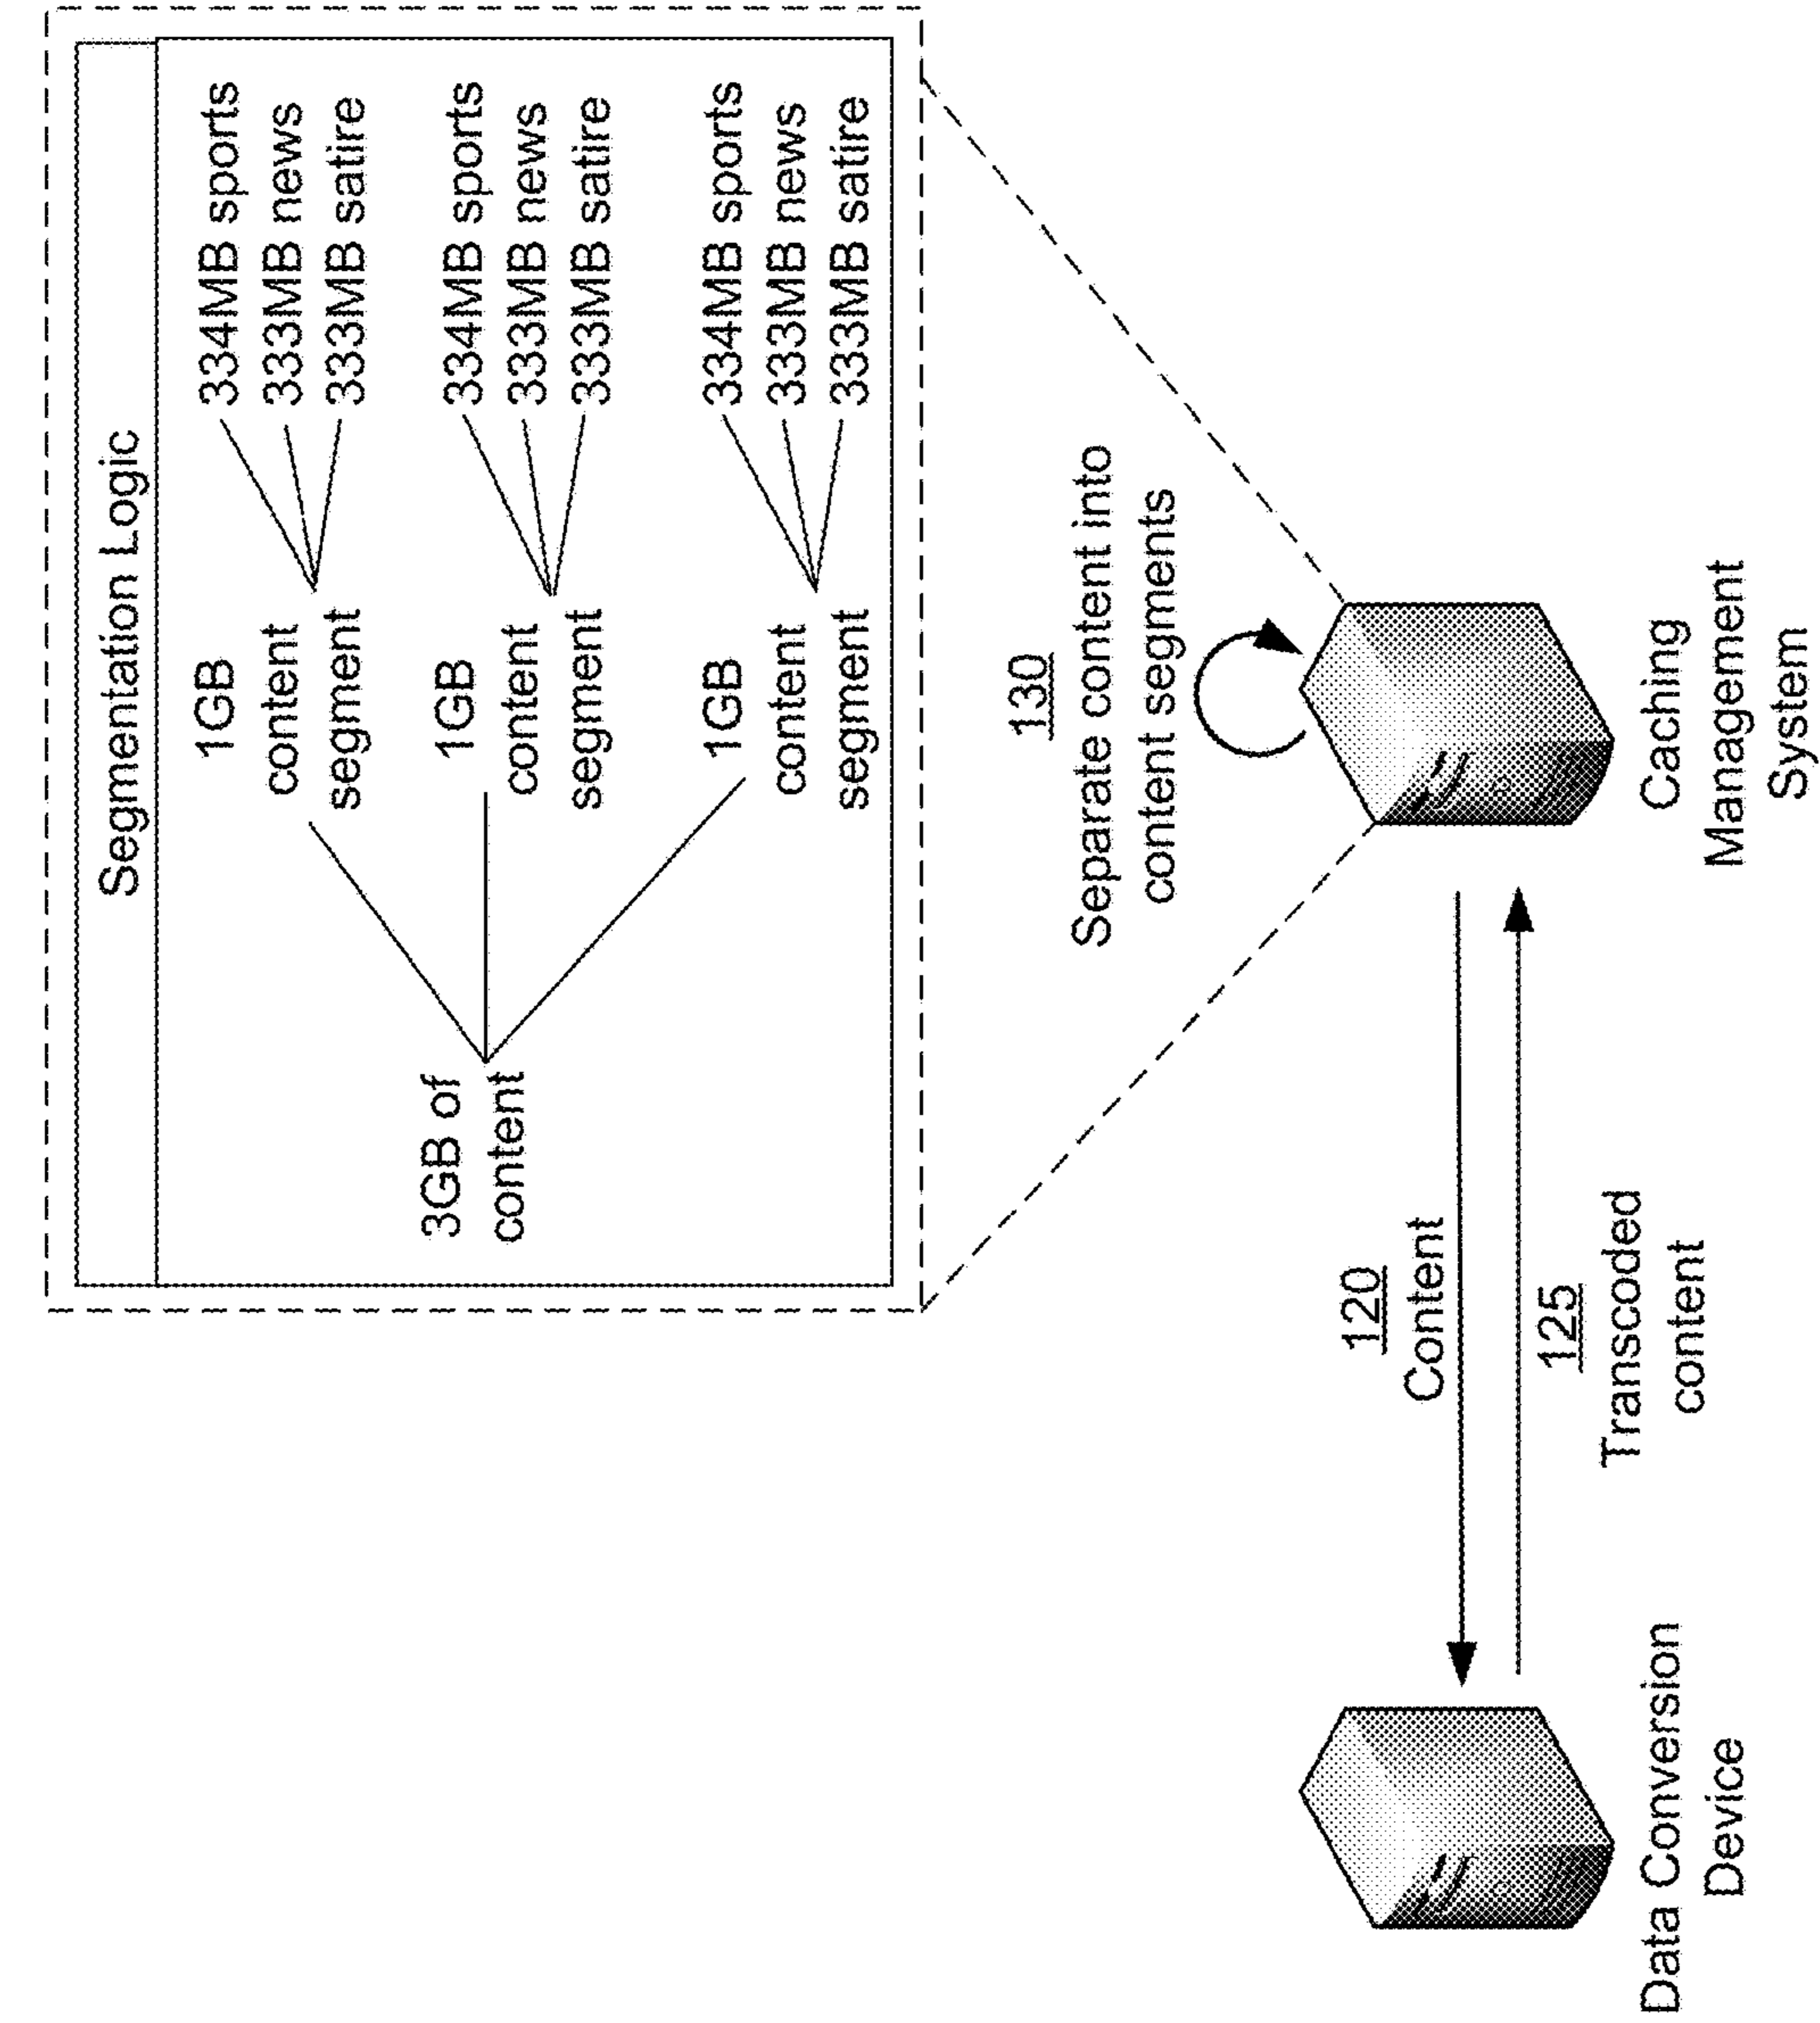 Segmentation Logic
3GB of
content
1GB
content
segment
334MB sports
333MB news
333MB satire
1GB
content
segment
334MB sports
333MB news
333MB satire
1GB
content
segment
334MB sports
333MB news
333MB satire
130
Separate content into
content segments
120
Content
125
Transcoded
content
Data Conversion
Device
Caching
Management
System